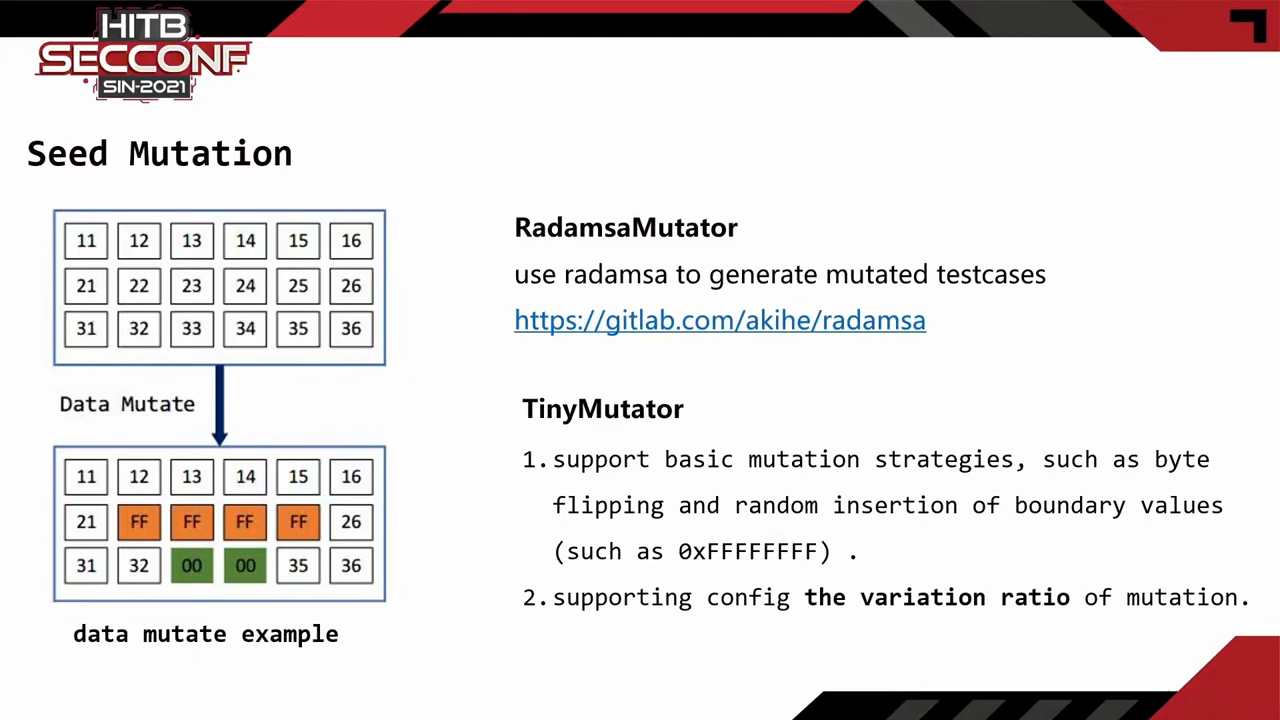 HITB
SECCONF
SIN-2021
Seed Mutation
11 12 13 14 15 16
21 22 23 24 25 26
31 32 33 34 35 36
Data Mutate
11 12 13 14 15 16
21 FF FF FF FF 26
31 32 00 00 35 36
data mutate example
RadamsaMutator
use radamsa to generate mutated testcases
https://gitlab.com/akihe/radamsa
TinyMutator
1.support basic mutation strategies, such as byte
flipping and random insertion of boundary values
(such as 0xFFFFFFFF) .
2.supporting config the variation ratio of mutation.